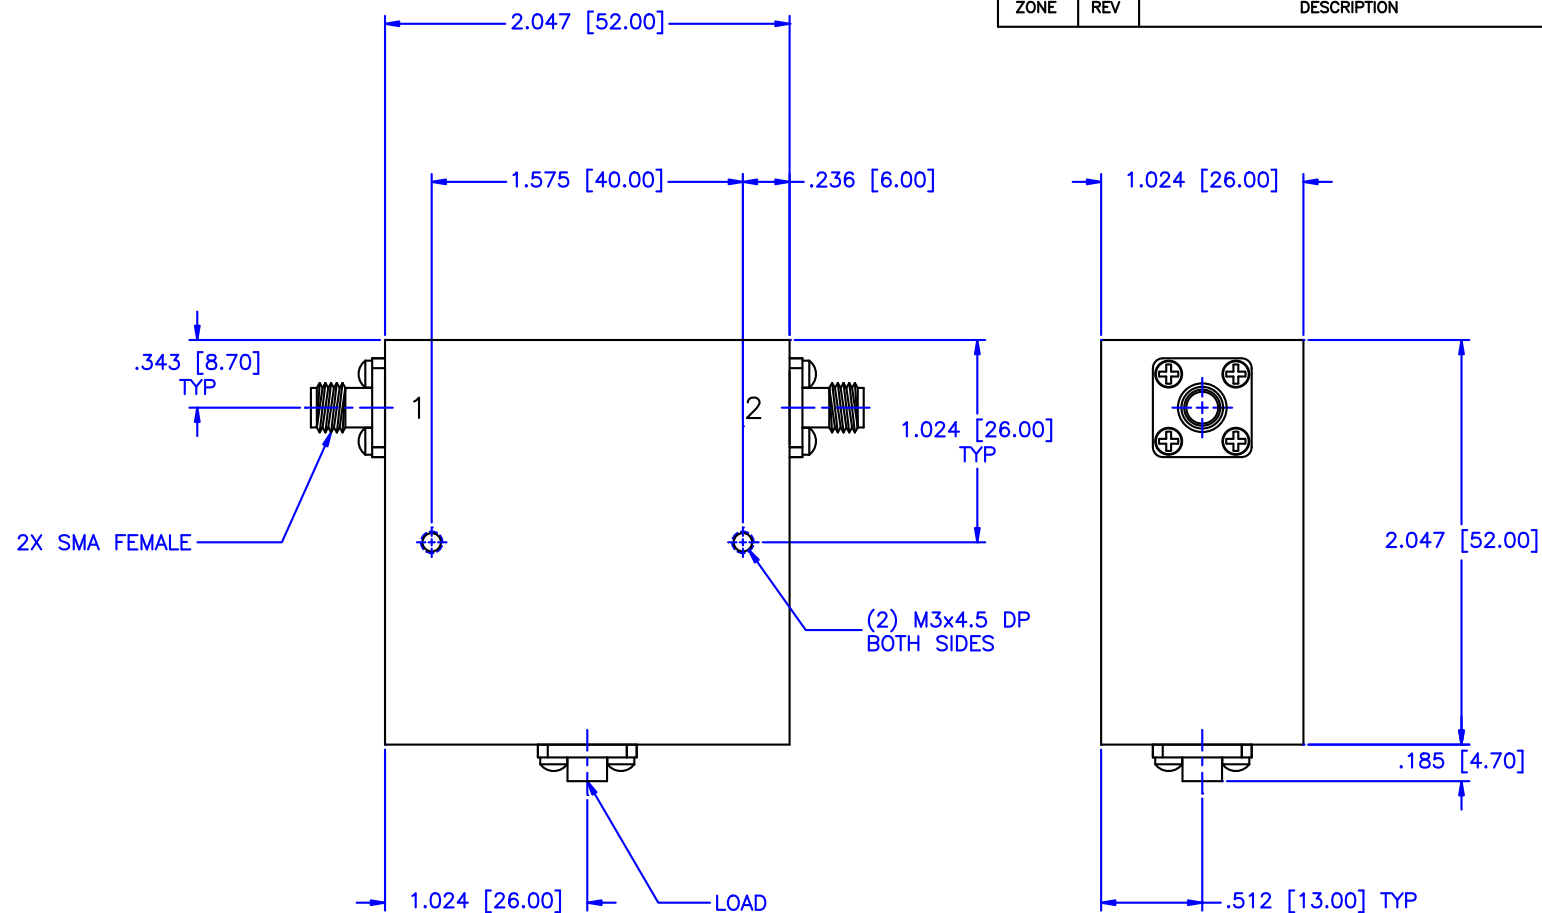 ZONE REV DESCRIPTION
2.047 [52.00]
1.575 [40.00] .236 [6.00]
1.024 [26.00]
.343 [8.70]
TYP
1 2
1.024 [26.00]
TYP
2X SMA FEMALE
2.047 [52.00]
(2) M3x4.5 DP
BOTH SIDES
.185 [4.70]
1.024 [26.00]
LOAD
.512 [13.00] TYP